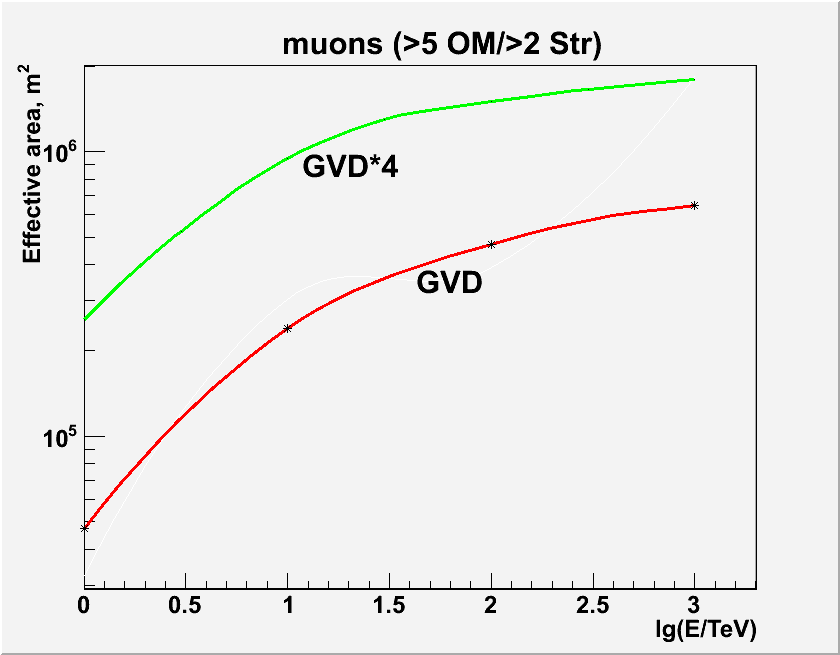 muons (>5 OM/>2 Str)
Effective area, m²
10⁶
10⁵
GVD*4
GVD
0 0.5 1 1.5 2 2.5 3
lg(E/TeV)